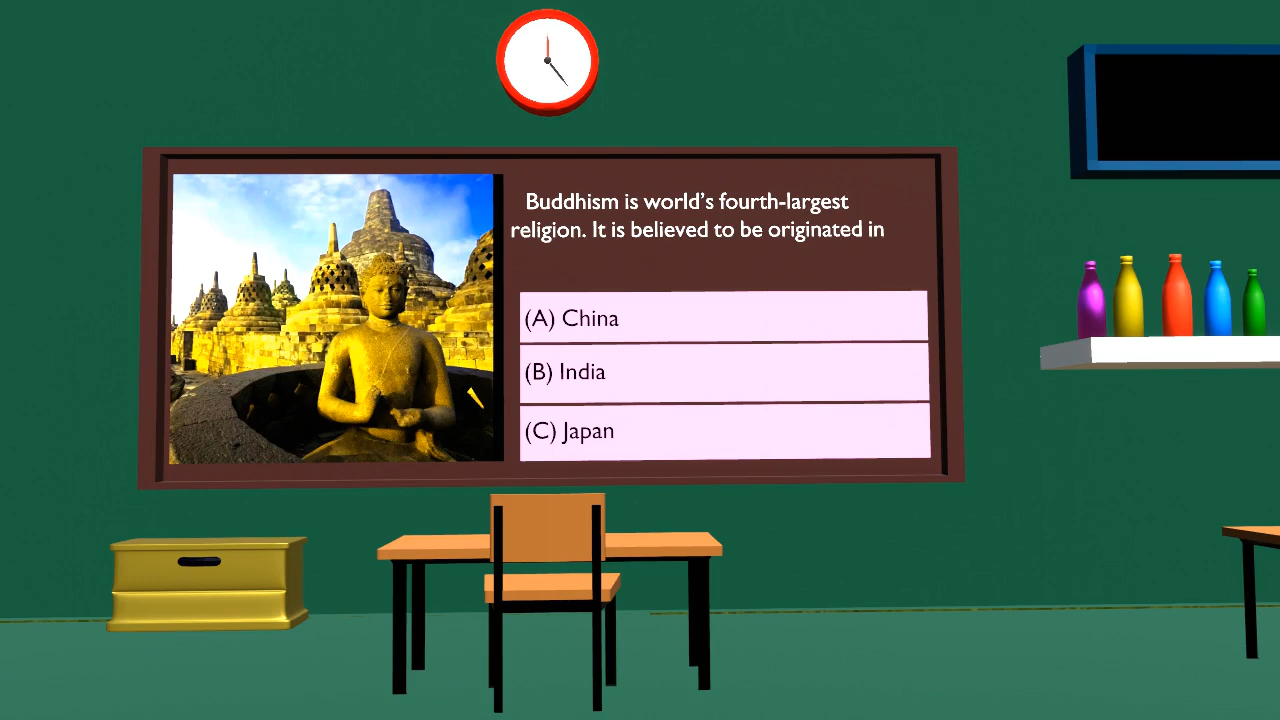 Buddhism is world's fourth-largest
religion. It is believed to be originated in
(A) China
(B) India
(C) Japan